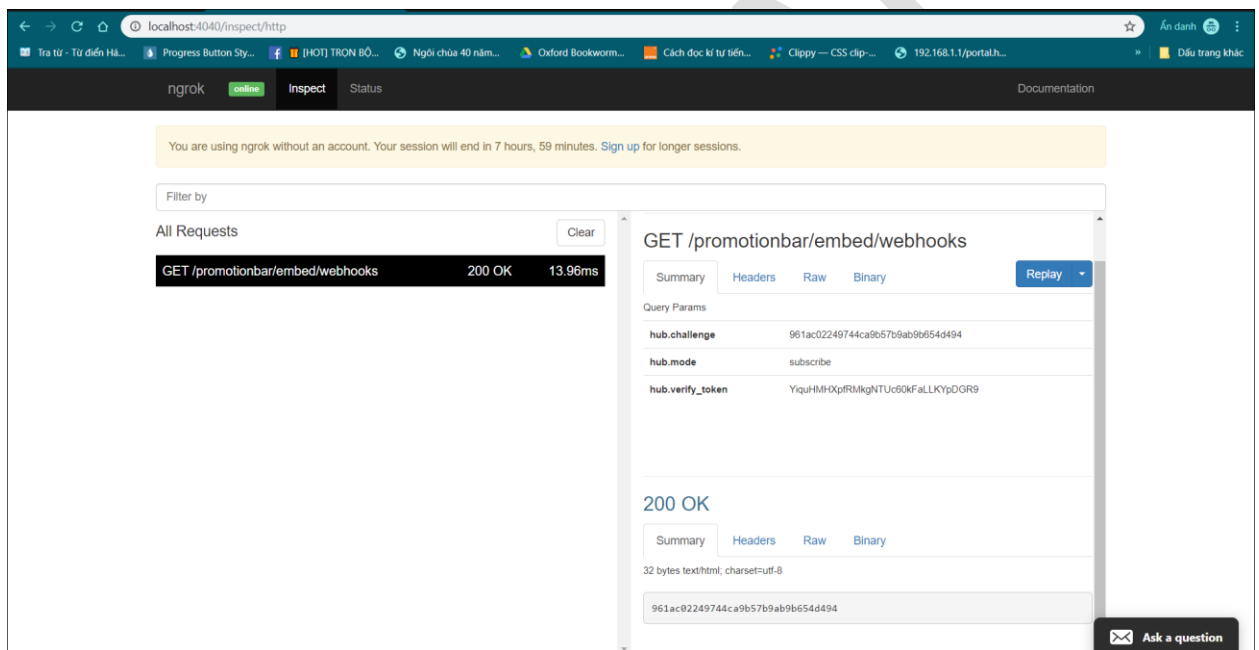 localhost:4040/inspect/http
Ẩn danh
Tra từ - Từ điển Hà... Progress Button Sty... [HOT] TRỌN BỘ... Ngôi chùa 40 năm... Oxford Bookworm... Cách đọc kí tự tiến... Clippy — CSS clip-... 192.168.1.1/portal.h... » Dấu trang khác
ngrok online Inspect Status Documentation
You are using ngrok without an account. Your session will end in 7 hours, 59 minutes. Sign up for longer sessions.
Filter by
All Requests Clear
GET /promotionbar/embed/webhooks 200 OK 13.96ms
GET /promotionbar/embed/webhooks
Summary Headers Raw Binary Replay
Query Params
hub.challenge 961ac02249744ca9b57b9ab9b654d494
hub.mode subscribe
hub.verify_token YiquHMHXpfRMkgNTUc60kFaLLKYpDGR9
200 OK
Summary Headers Raw Binary
32 bytes text/html; charset=utf-8
961ac02249744ca9b57b9ab9b654d494
Ask a question